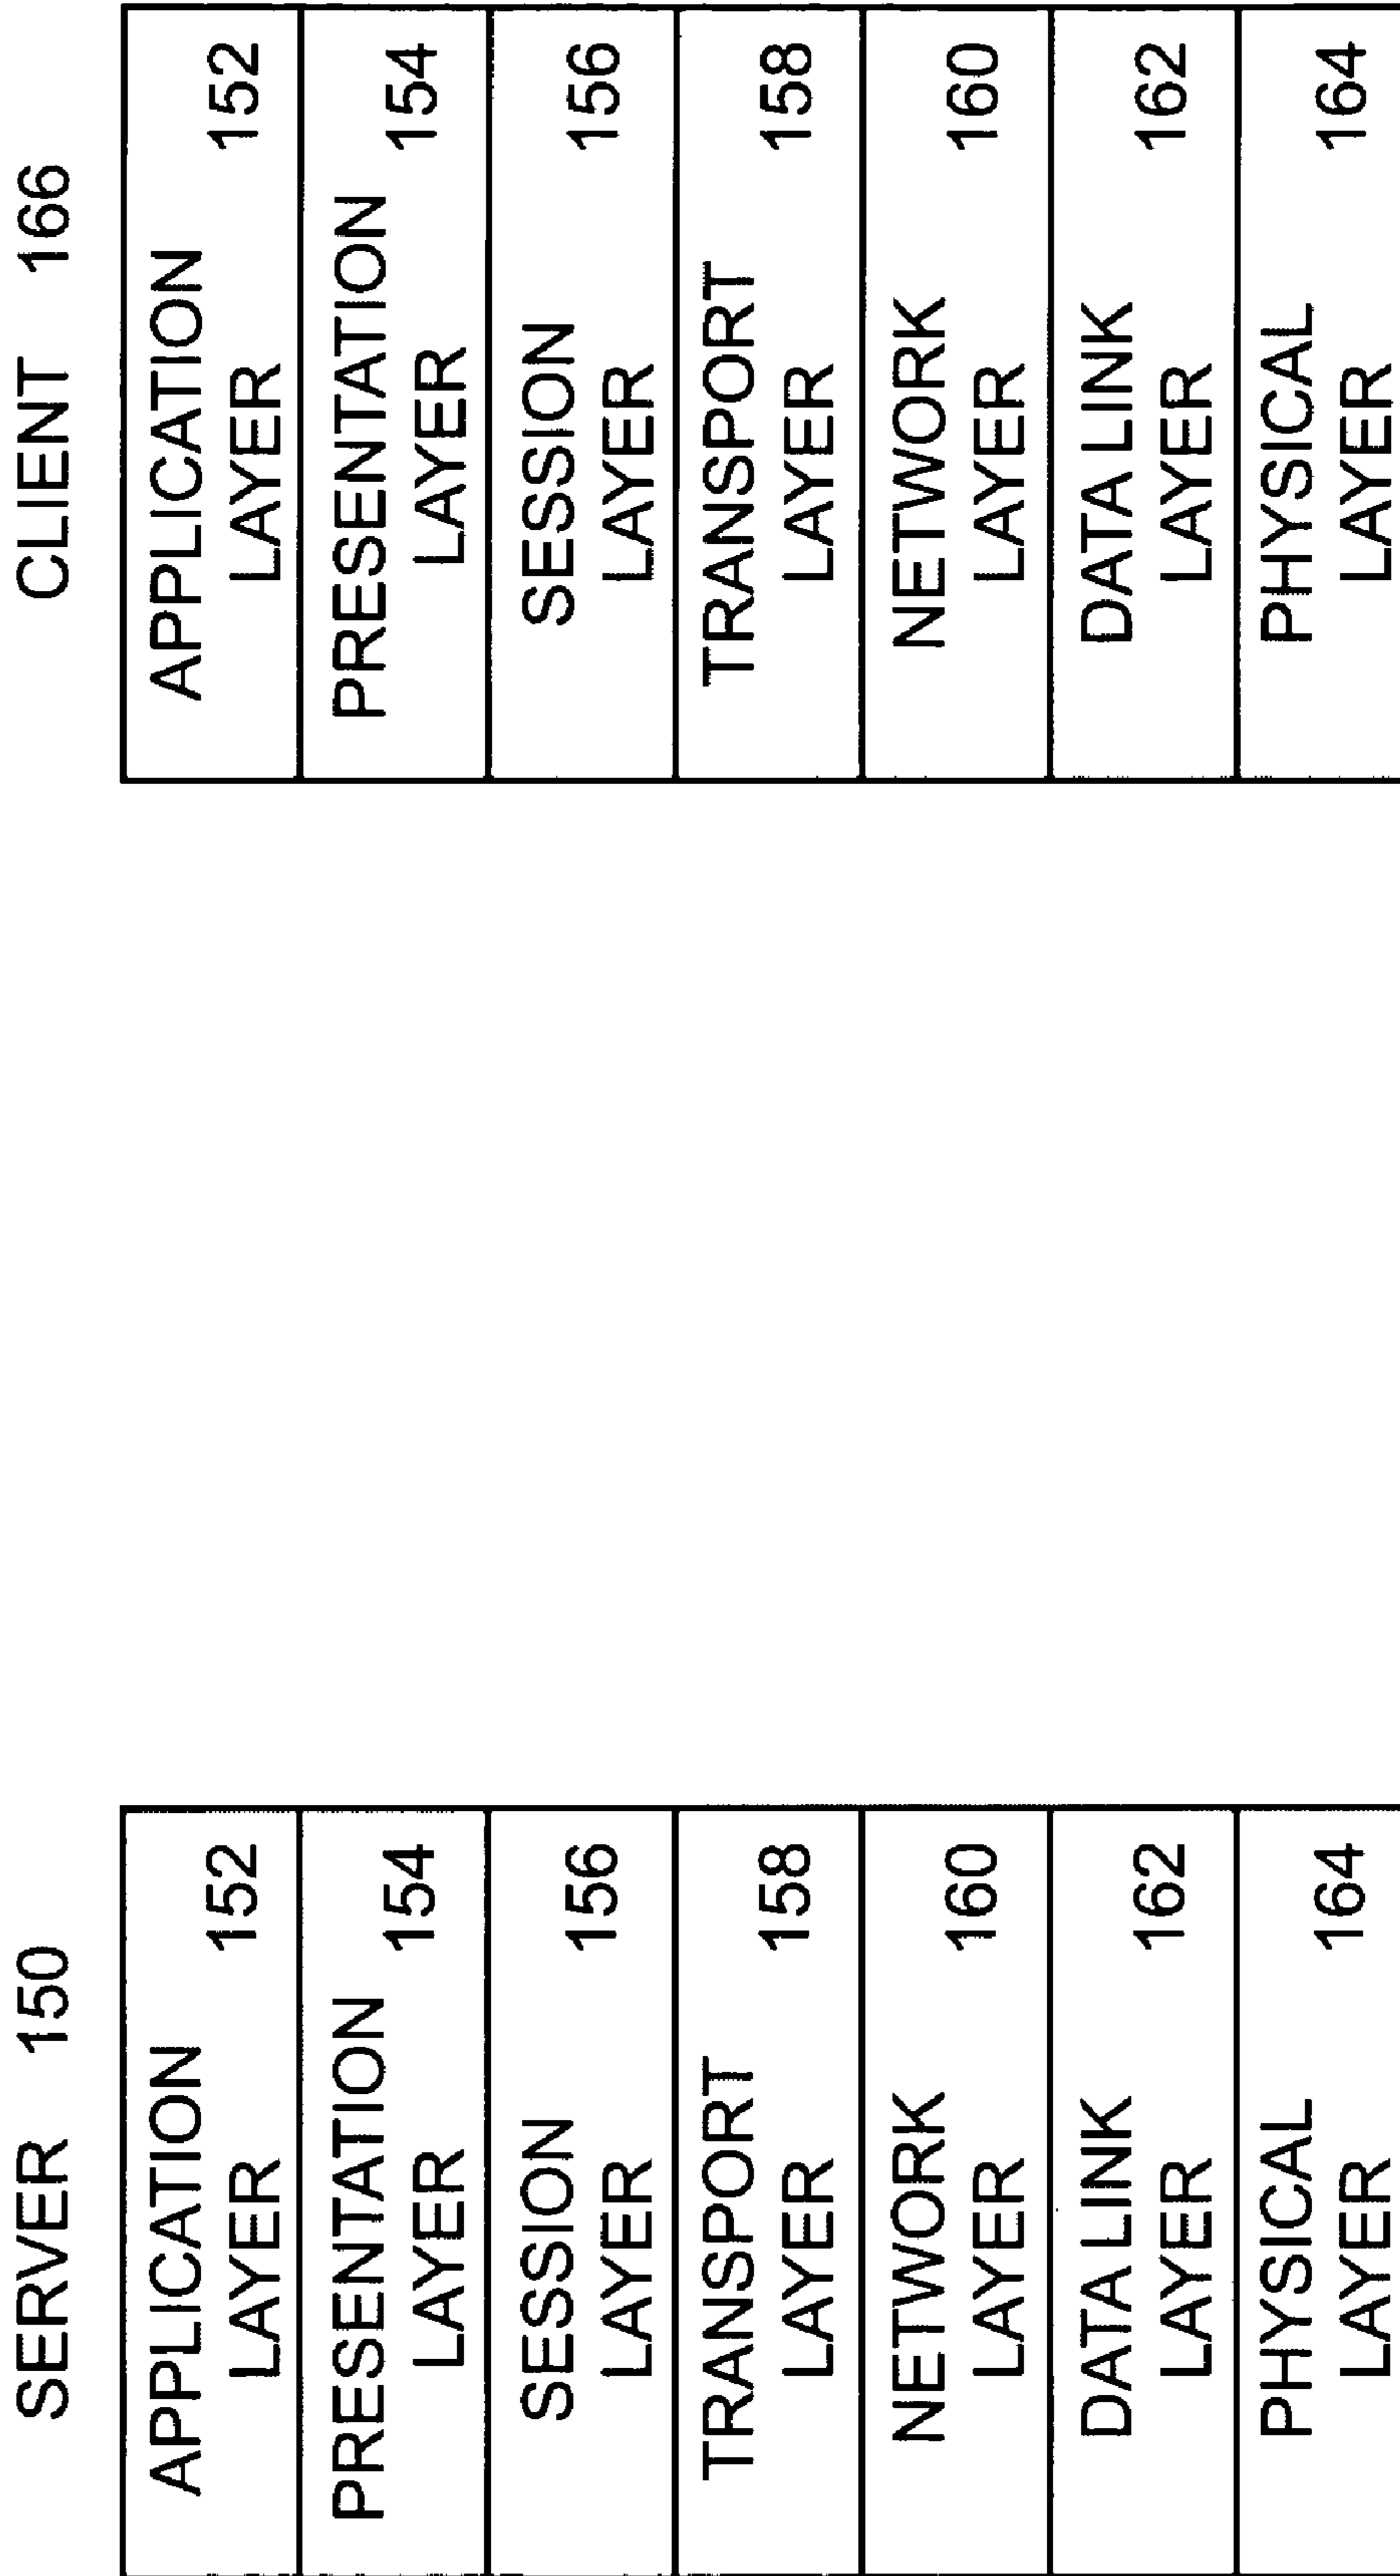 SERVER 150
APPLICATION
LAYER 152
PRESENTATION
LAYER 154
SESSION
LAYER 156
TRANSPORT
LAYER 158
NETWORK
LAYER 160
DATA LINK
LAYER 162
PHYSICAL
LAYER 164
CLIENT 166
APPLICATION
LAYER 152
PRESENTATION
LAYER 154
SESSION
LAYER 156
TRANSPORT
LAYER 158
NETWORK
LAYER 160
DATA LINK
LAYER 162
PHYSICAL
LAYER 164